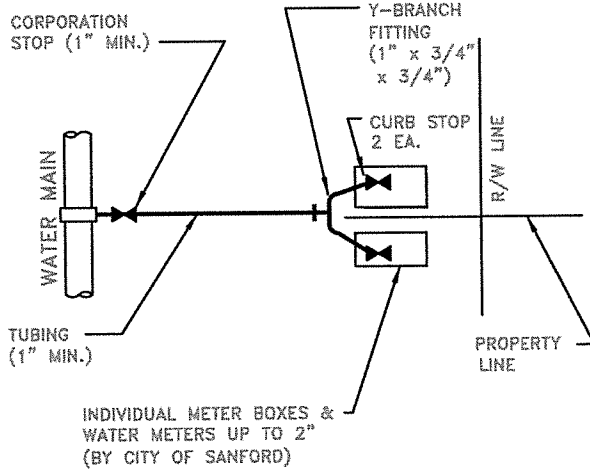 CORPORATION
STOP (1" MIN.)
Y-BRANCH
FITTING
(1" x 3/4"
x 3/4")
CURB STOP
2 EA.
R/W LINE
WATER MAIN
TUBING
(1" MIN.)
PROPERTY
LINE
INDIVIDUAL METER BOXES &
WATER METERS UP TO 2"
(BY CITY OF SANFORD)